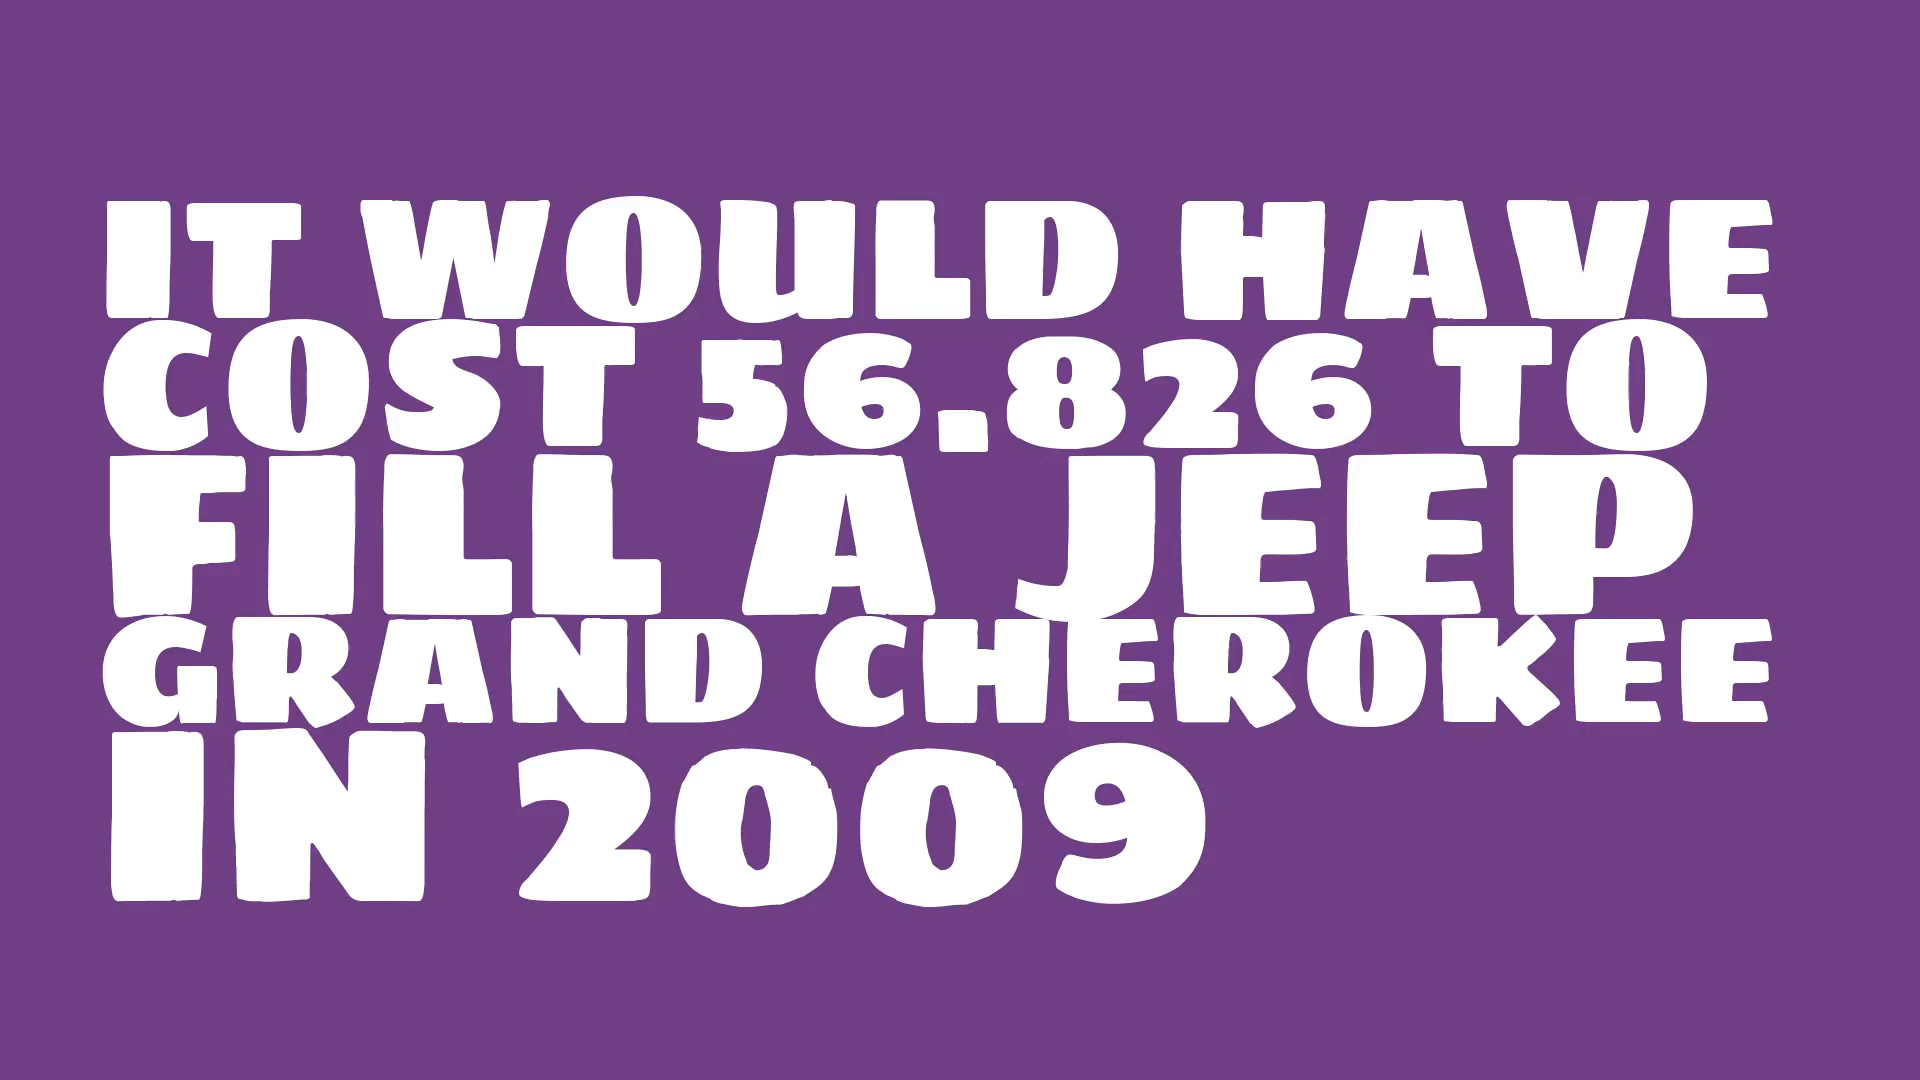 IT WOULD HAVE
COST 56.826 TO
FILL A JEEP
GRAND CHEROKEE
IN 2009